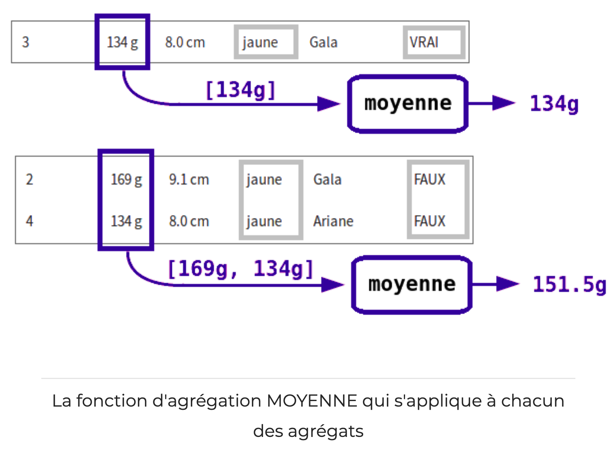 3 134 g 8.0 cm jaune Gala VRAI
[134g]
moyenne
134g
2 169 g 9.1 cm jaune Gala FAUX
4 134 g 8.0 cm jaune Ariane FAUX
[169g, 134g]
moyenne
151.5g
La fonction d'agrégation MOYENNE qui s'applique à chacun
des agrégats